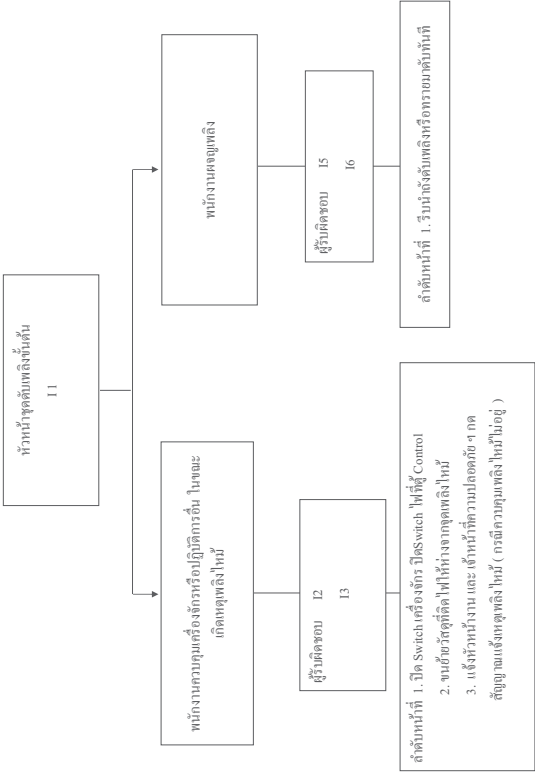 หัวหน้าชุดดับเพลิงขั้นต้น
I 1
พนักงานควบคุมเครื่องจักรหรือปฏิบัติการอื่น ในขณะ
เกิดเหตุเพลิงไหม้
ผู้รับผิดชอบ I2
I3
ลำดับหน้าที่ 1. ปิด Switch เครื่องจักร ปิดSwitch ไฟที่ตู้ Control
2. ขนย้ายวัสดุที่ติดไฟให้ห่างจากจุดเพลิงไหม้
3. แจ้งหัวหน้างาน และ เจ้าหน้าที่ความปลอดภัย ฯ กด
สัญญาณแจ้งเหตุเพลิงไหม้ ( กรณีควบคุมเพลิงไหม้ไม่อยู่ )
พนักงานผจญเพลิง
ผู้รับผิดชอบ I5
I6
ลำดับหน้าที่ 1. รีบนำถังดับเพลิงหรือทรายมาดับทันที